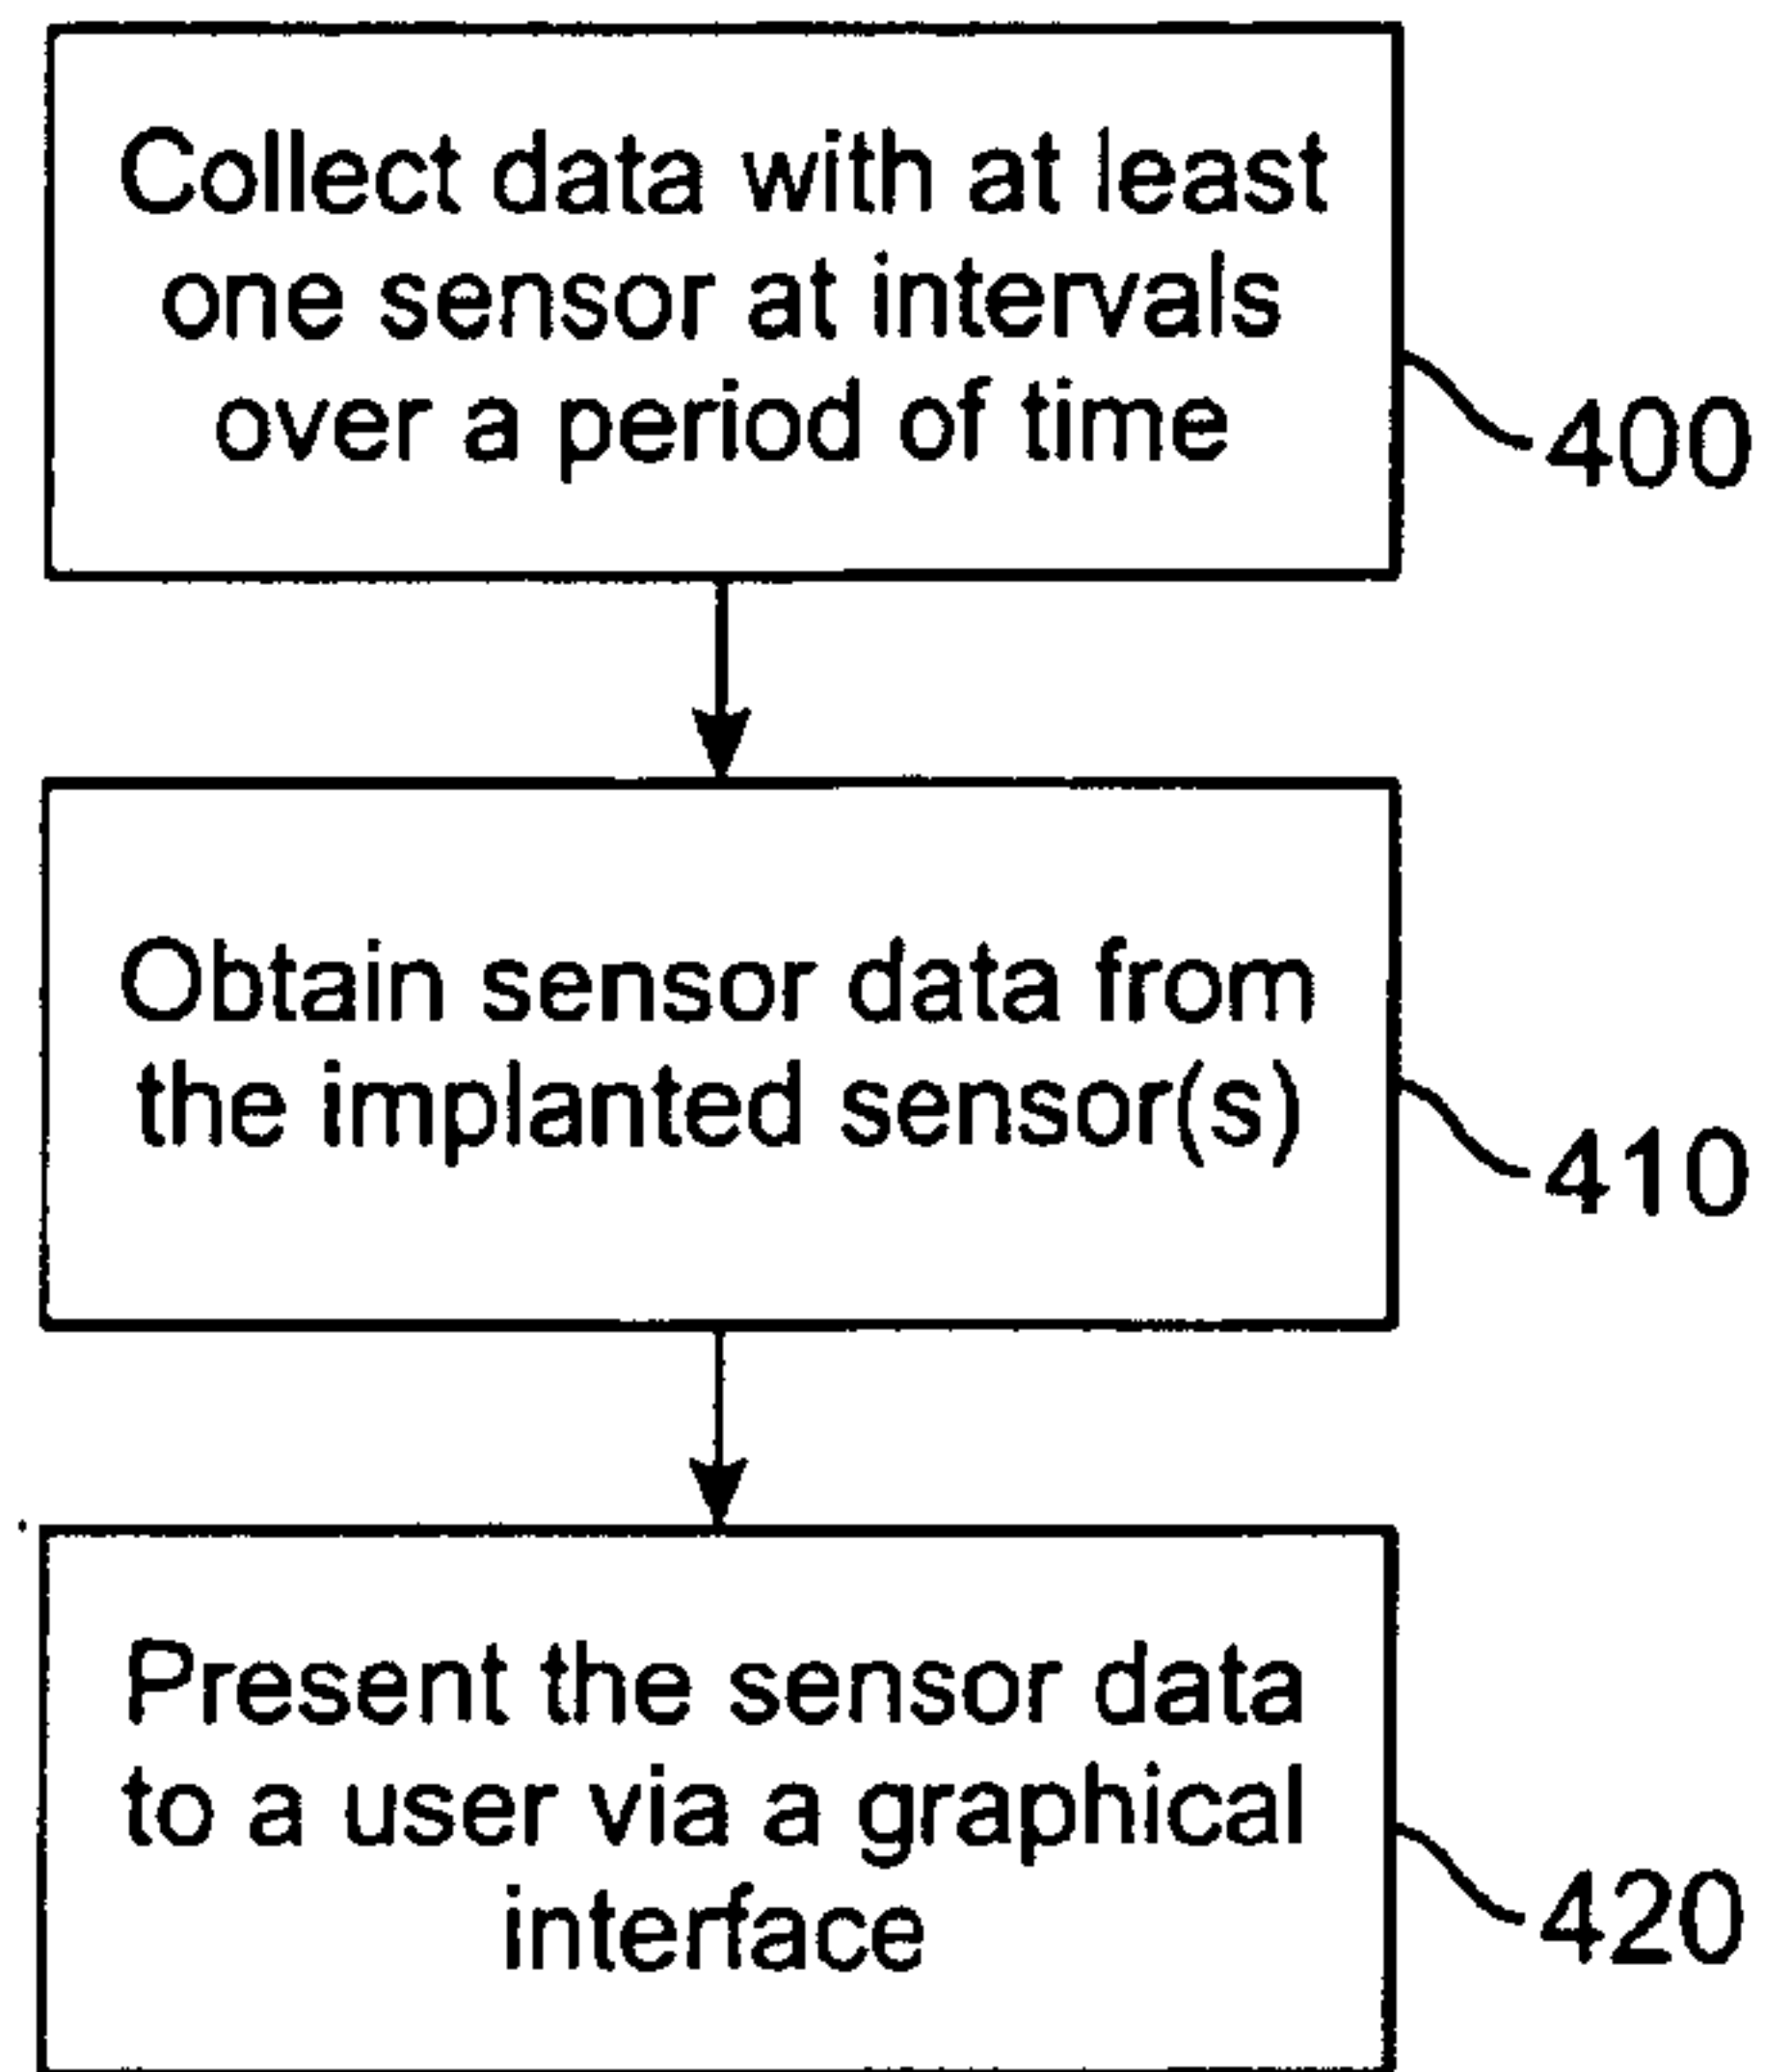 Collect data with at least
one sensor at intervals
over a period of time
400
Obtain sensor data from
the implanted sensor(s)
410
Present the sensor data
to a user via a graphical
interface
420